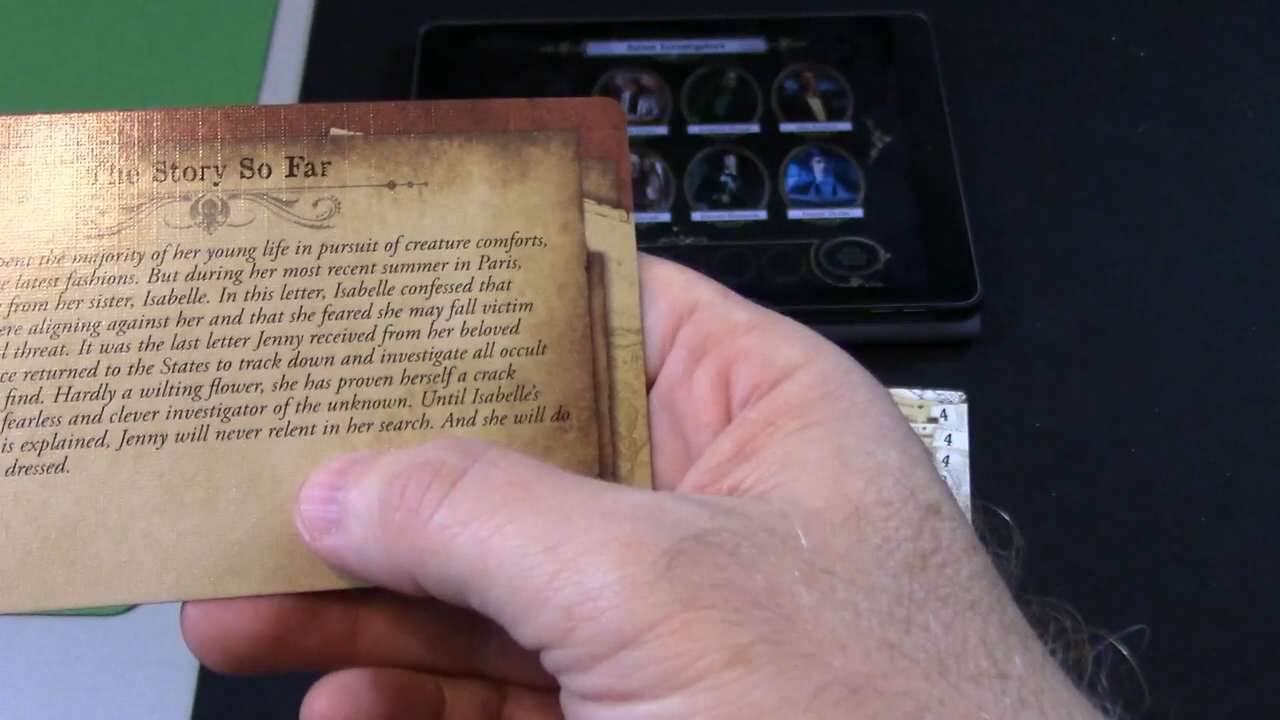 The Story So Far
the majority of her young life in pursuit of creature comforts,
latest fashions. But during her most recent summer in Paris,
from her sister, Isabelle. In this letter, Isabelle confessed that
aligning against her and that she feared she may fall victim
threat. It was the last letter Jenny received from her beloved
returned to the States to track down and investigate all occult
find. Hardly a wilting flower, she has proven herself a crack
fearless and clever investigator of the unknown. Until Isabelle's
is explained, Jenny will never relent in her search. And she will do
dressed.
4
4
4